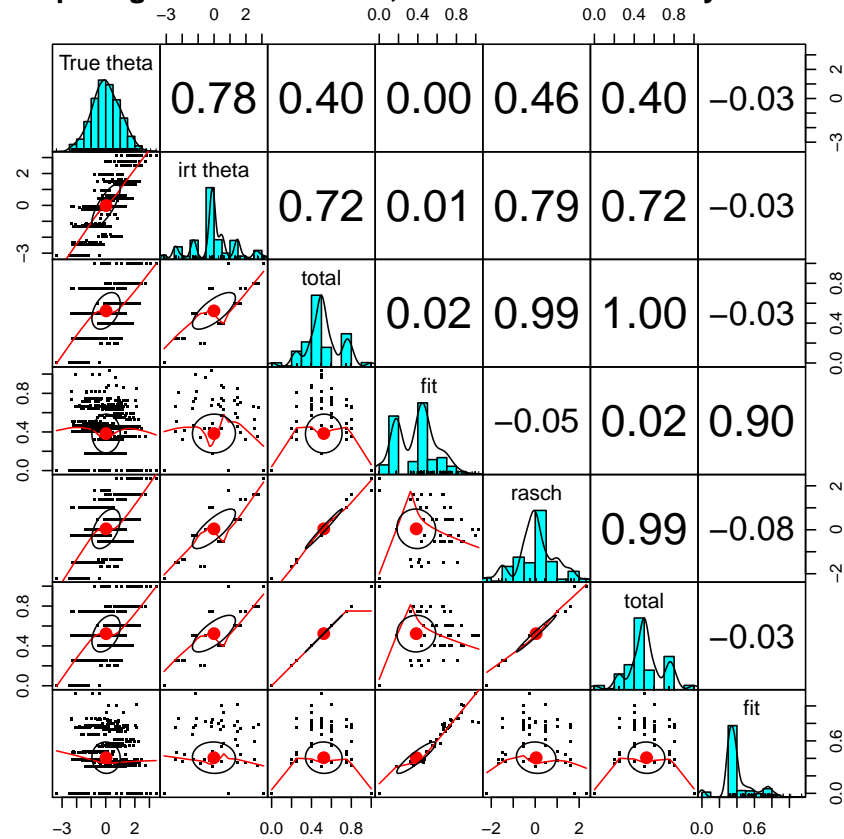 −3 0 2 0.0 0.4 0.8 0.0 0.4 0.8
True theta
0.78 0.40 0.00 0.46 0.40 −0.03
−3 0 2
−3 0 2
irt theta
0.72 0.01 0.79 0.72 −0.03
total
0.02 0.99 1.00 −0.03
0.0 0.4 0.8
0.0 0.4 0.8
fit
−0.05 0.02 0.90
rasch
0.99 −0.08
−2 0 2
0.0 0.4 0.8
total
−0.03
fit
0.0 0.6
−3 0 2 0.0 0.4 0.8 −2 0 2 0.0 0.6